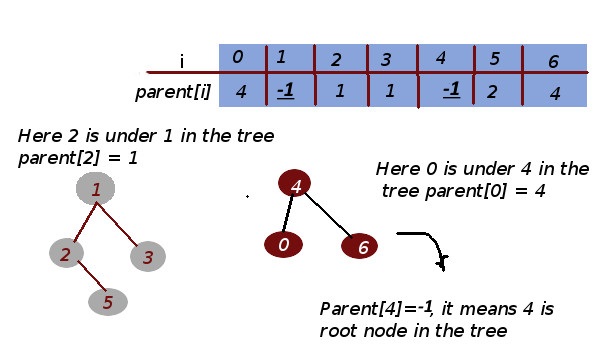 i 0 1 2 3 4 5 6
parent[i] 4 -1 1 1 -1 2 4
Here 2 is under 1 in the tree
parent[2] = 1
Here 0 is under 4 in the
tree parent[0] = 4
1
4
2
3
0
6
5
Parent[4]=-1, it means 4 is
root node in the tree